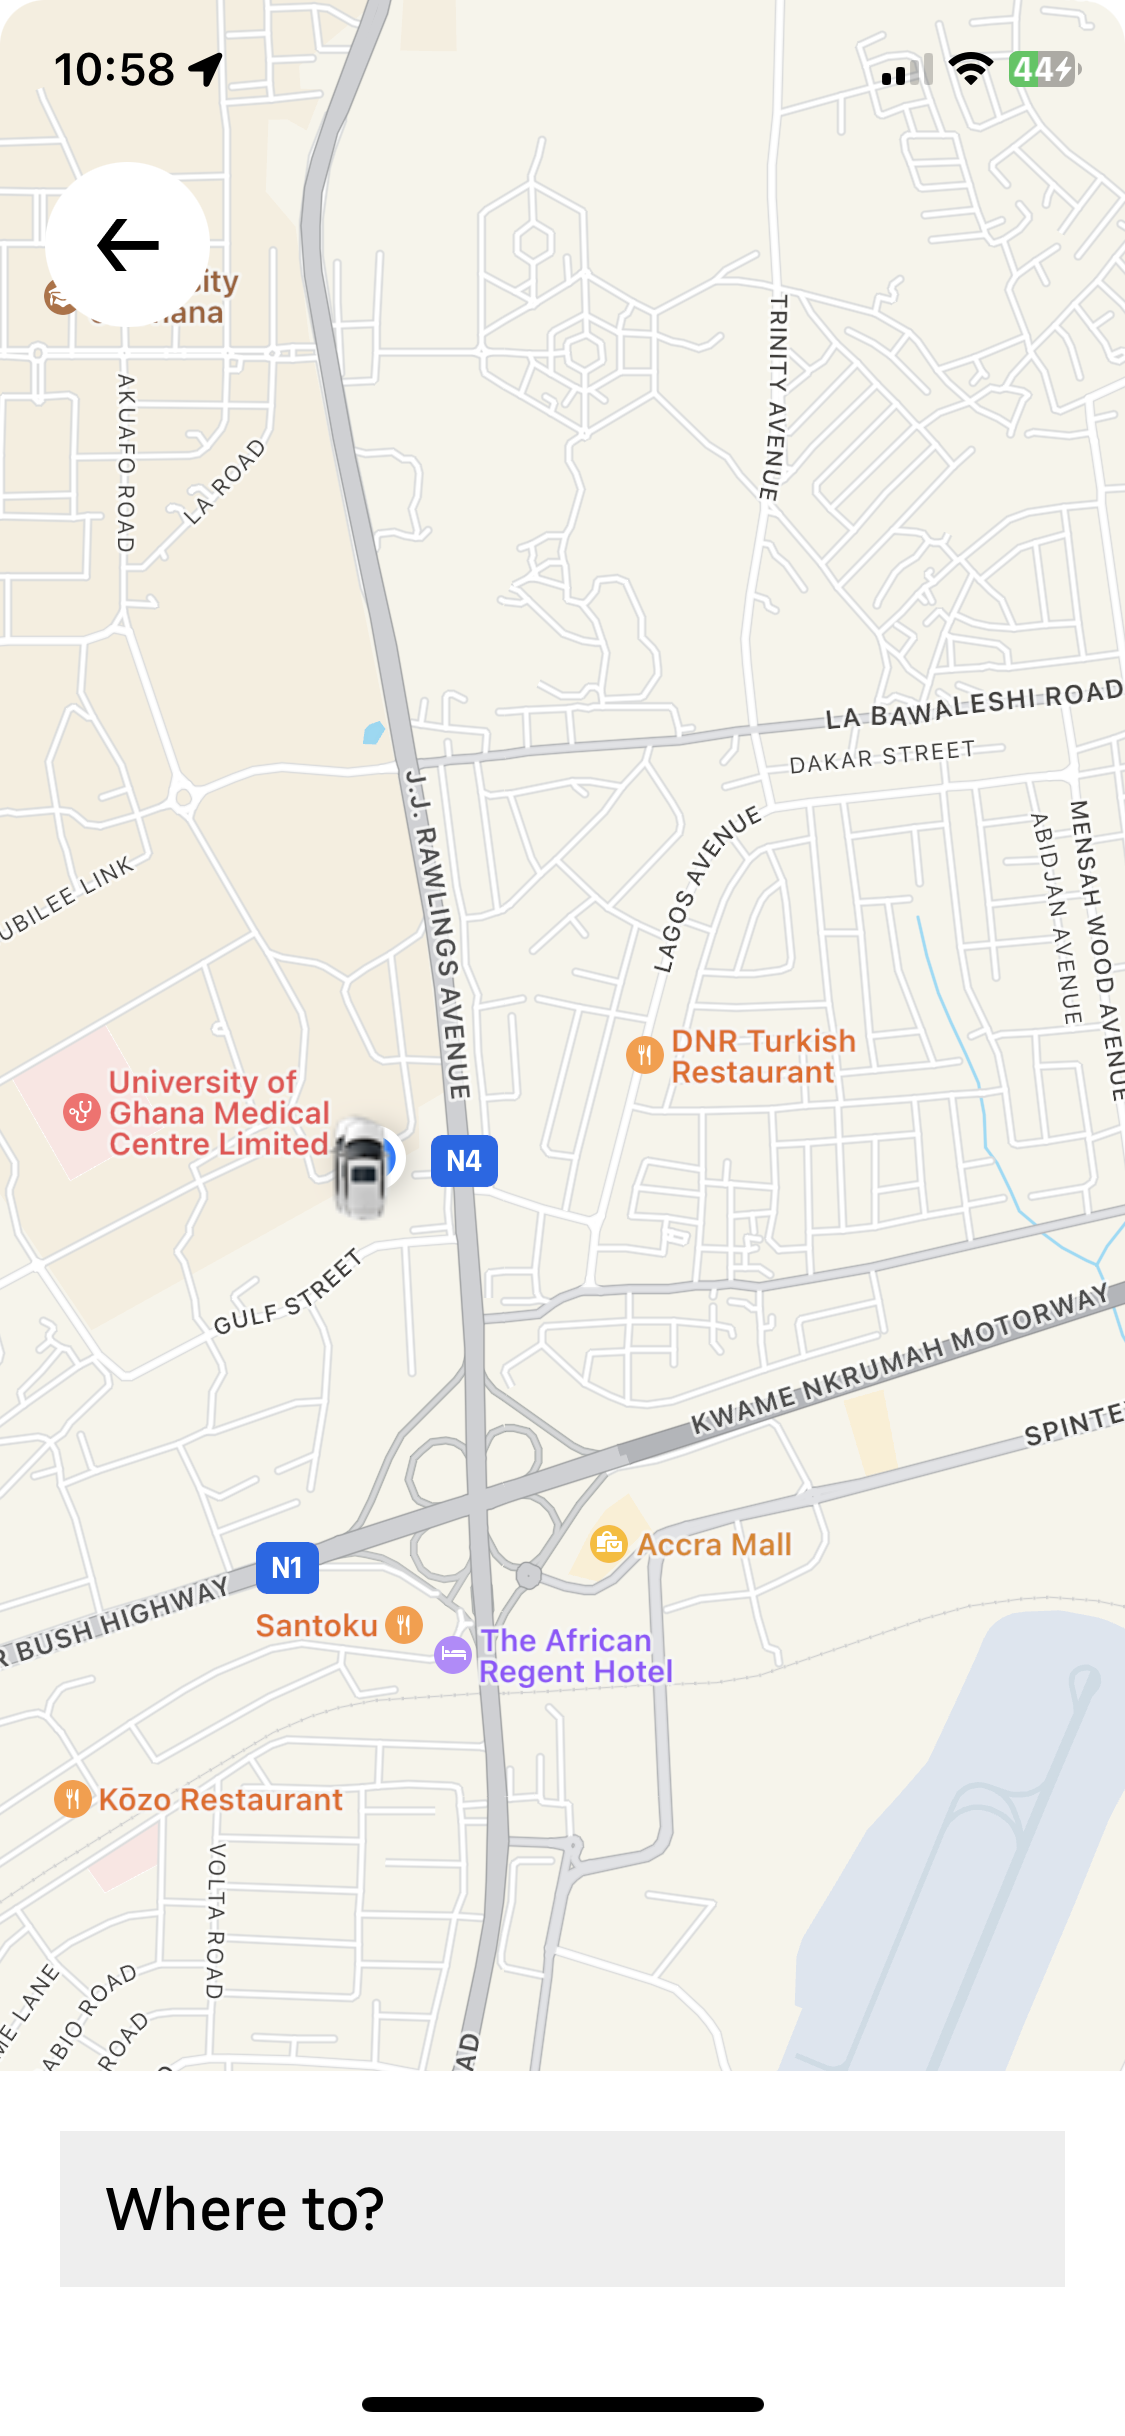 10:58
44
ity
ana
AKUAFO ROAD
LA ROAD
TRINITY AVENUE
LA BAWALESHI ROAD
DAKAR STREET
J.J. RAWLINGS AVENUE
LAGOS AVENUE
MENSAH WOOD AVENUE
ABIDJAN AVENUE
UBILEE LINK
DNR Turkish
Restaurant
University of
Ghana Medical
Centre Limited
N4
GULF STREET
KWAME NKRUMAH MOTORWAY
SPINTE
Accra Mall
N1
R BUSH HIGHWAY
Santoku
The African
Regent Hotel
Kōzo Restaurant
VOLTA ROAD
ME LANE
ABIO ROAD
ROAD
AD
Where to?